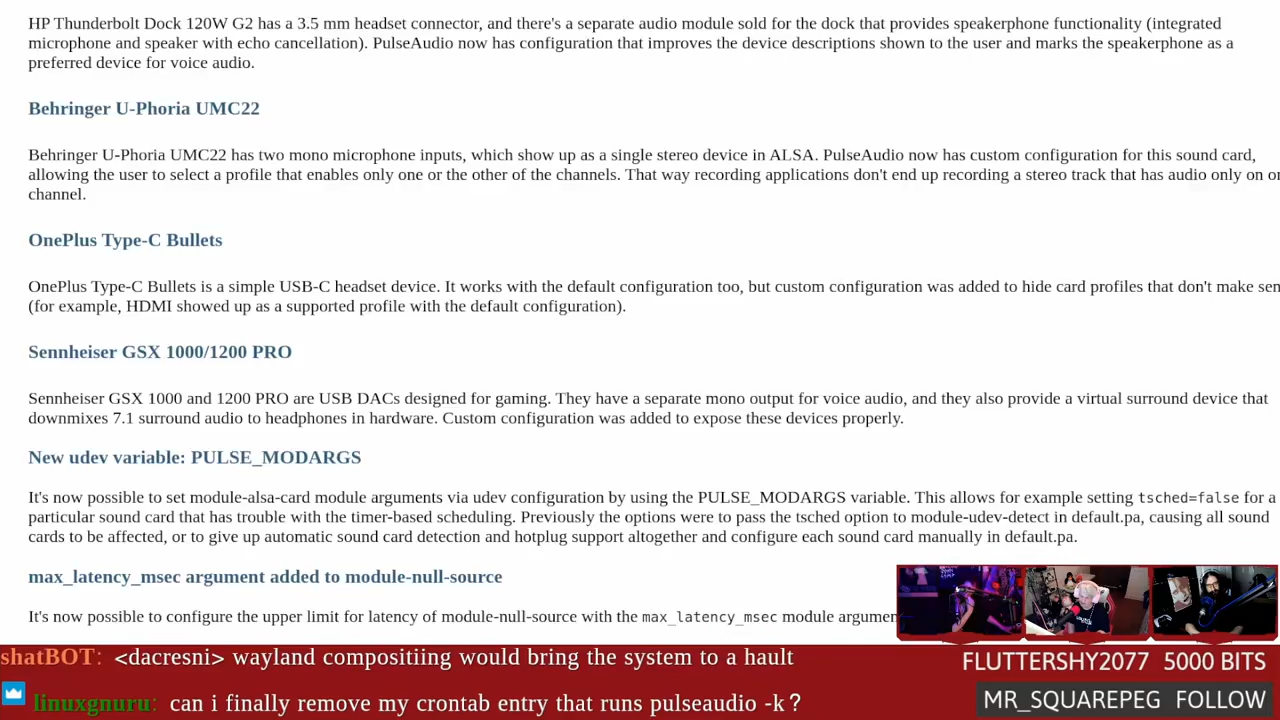 HP Thunderbolt Dock 120W G2 has a 3.5 mm headset connector, and there's a separate audio module sold for the dock that provides speakerphone functionality (integrated
microphone and speaker with echo cancellation). PulseAudio now has configuration that improves the device descriptions shown to the user and marks the speakerphone as a
preferred device for voice audio.
Behringer U-Phoria UMC22
Behringer U-Phoria UMC22 has two mono microphone inputs, which show up as a single stereo device in ALSA. PulseAudio now has custom configuration for this sound card,
allowing the user to select a profile that enables only one or the other of the channels. That way recording applications don't end up recording a stereo track that has audio only on
channel.
OnePlus Type-C Bullets
OnePlus Type-C Bullets is a simple USB-C headset device. It works with the default configuration too, but custom configuration was added to hide card profiles that don't make
(for example, HDMI showed up as a supported profile with the default configuration).
Sennheiser GSX 1000/1200 PRO
Sennheiser GSX 1000 and 1200 PRO are USB DACs designed for gaming. They have a separate mono output for voice audio, and they also provide a virtual surround device that
downmixes 7.1 surround audio to headphones in hardware. Custom configuration was added to expose these devices properly.
New udev variable: PULSE_MODARGS
It's now possible to set module-alsa-card module arguments via udev configuration by using the PULSE_MODARGS variable. This allows for example setting tsched=false for a
particular sound card that has trouble with the timer-based scheduling. Previously the options were to pass the tsched option to module-udev-detect in default.pa, causing all sound
cards to be affected, or to give up automatic sound card detection and hotplug support altogether and configure each sound card manually in default.pa.
max_latency_msec argument added to module-null-source
It's now possible to configure the upper limit for latency of module-null-source with the max_latency_msec module argumen
shatBOT: <dacresni> wayland compositiing would bring the system to a hault
linuxgnuru: can i finally remove my crontab entry that runs pulseaudio -k?
FLUTTERSHY2077 5000 BITS
MR_SQUAREPEG FOLLOW